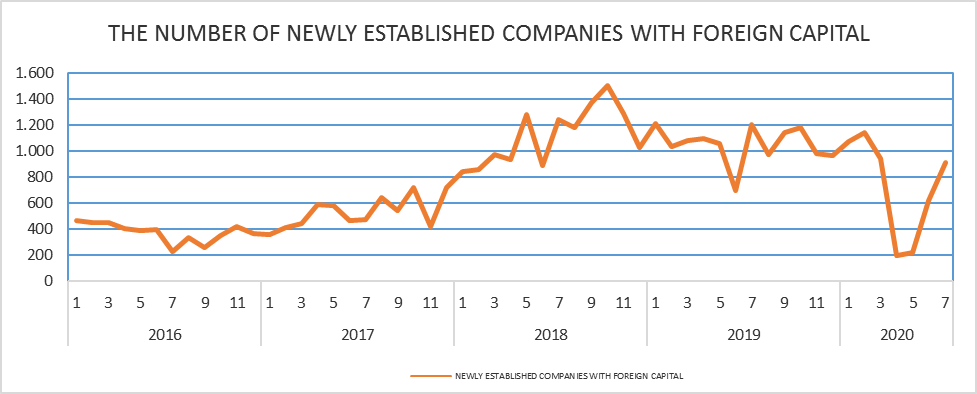 THE NUMBER OF NEWLY ESTABLISHED COMPANIES WITH FOREIGN CAPITAL
1.600
1.400
1.200
1.000
800
600
400
200
0
1 3 5 7 9 11 1 3 5 7 9 11 1 3 5 7 9 11 1 3 5 7 9 11 1 3 5 7
2016 2017 2018 2019 2020
NEWLY ESTABLISHED COMPANIES WITH FOREIGN CAPITAL